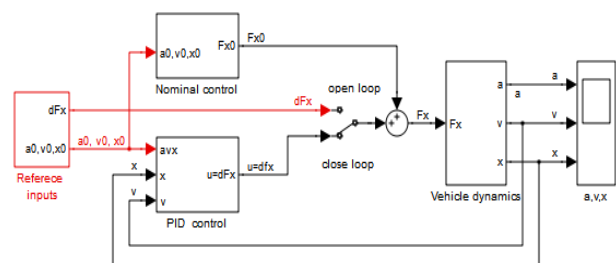 a0, v0,x0
Fx0
Fx0
Nominal control
dFx
a0, v0,x0
Referece
inputs
a0, v0, x0
dFx
open loop
close loop
avx
x
v
u=dFx
PID control
x
v
u=dfx
Fx
Fx
a
v
x
Vehicle dynamics
a
a
v
x
a,v,x